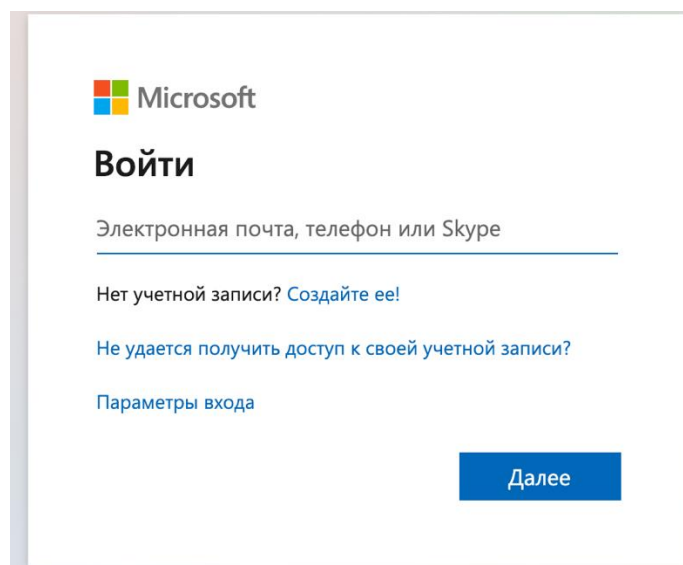 Microsoft
Войти
Электронная почта, телефон или Skype
Нет учетной записи? Создайте ее!
Не удается получить доступ к своей учетной записи?
Параметры входа
Далее